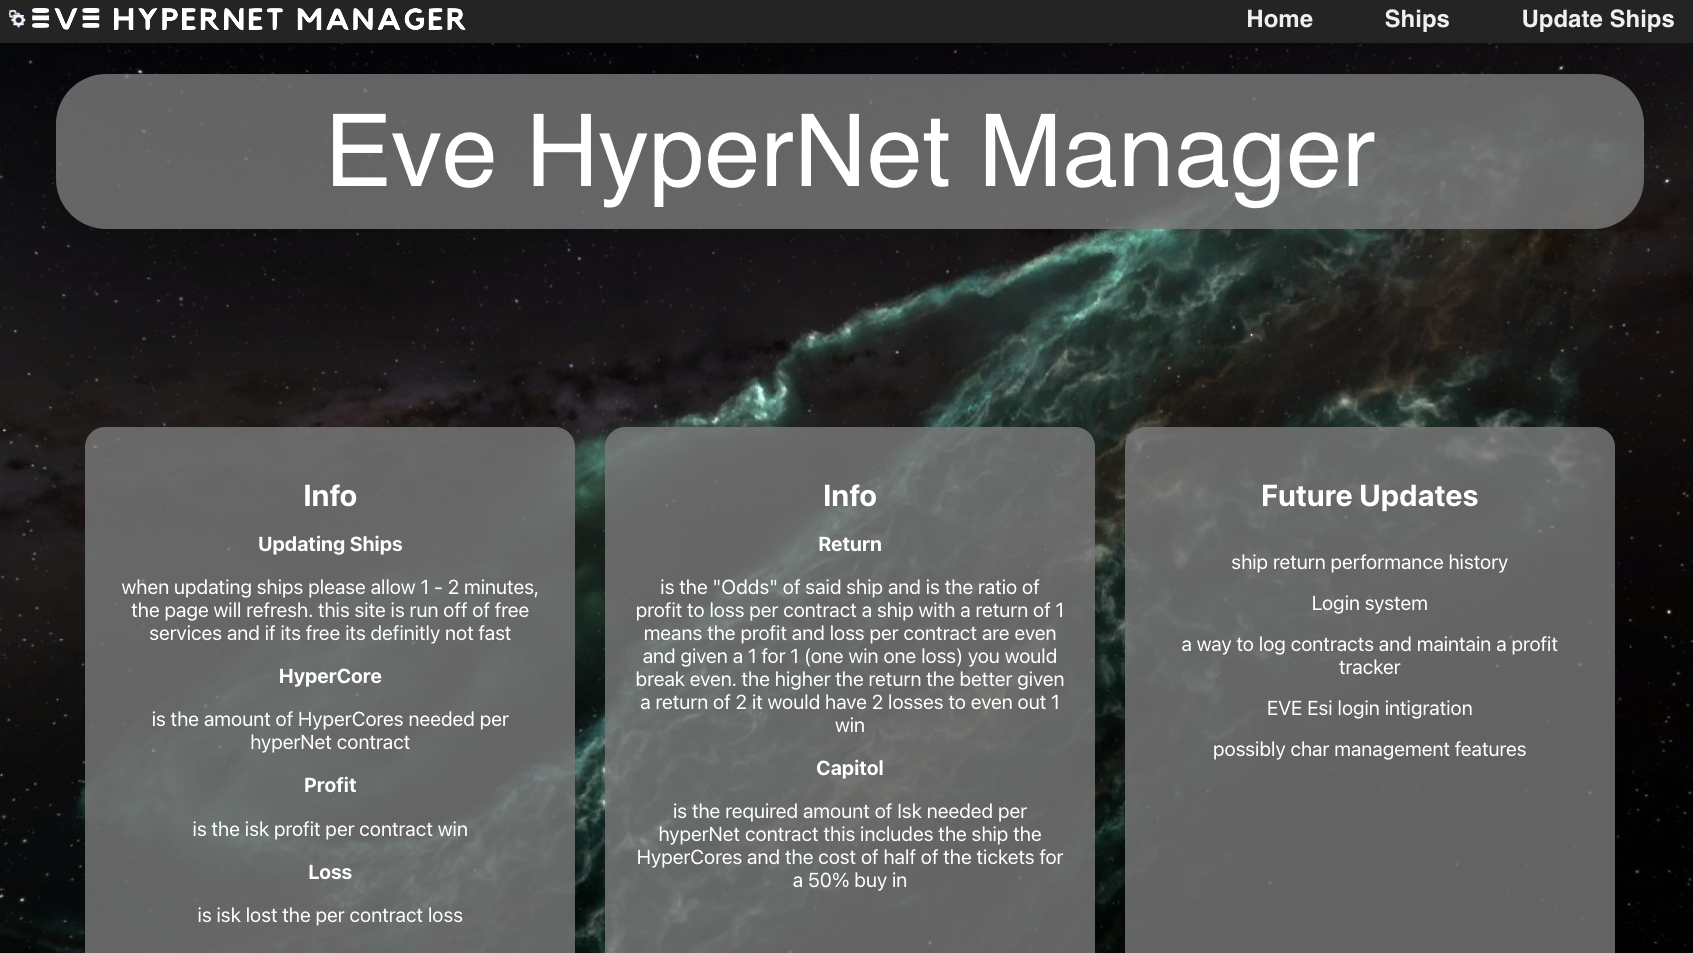 EVE HYPERNET MANAGER
Home
Ships
Update Ships
Eve HyperNet Manager
Info
Updating Ships
when updating ships please allow 1 - 2 minutes,
the page will refresh. this site is run off of free
services and if its free its definitly not fast
HyperCore
is the amount of HyperCores needed per
hyperNet contract
Profit
is the isk profit per contract win
Loss
is isk lost the per contract loss
Info
Return
is the "Odds" of said ship and is the ratio of
profit to loss per contract a ship with a return of 1
means the profit and loss per contract are even
and given a 1 for 1 (one win one loss) you would
break even. the higher the return the better given
a return of 2 it would have 2 losses to even out 1
win
Capitol
is the required amount of Isk needed per
hyperNet contract this includes the ship the
HyperCores and the cost of half of the tickets for
a 50% buy in
Future Updates
ship return performance history
Login system
a way to log contracts and maintain a profit
tracker
EVE Esi login intigration
possibly char management features